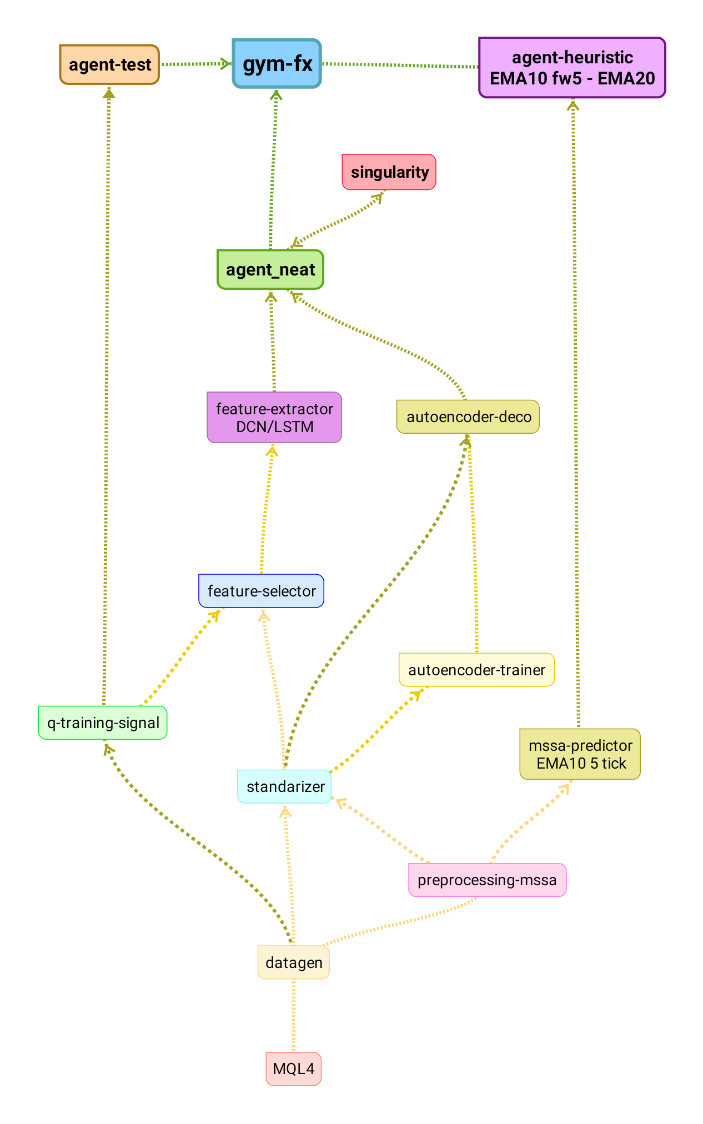 agent-test
gym-fx
agent-heuristic
EMA10 fw5 - EMA20
singularity
agent_neat
feature-extractor
DCN/LSTM
autoencoder-deco
feature-selector
autoencoder-trainer
q-training-signal
mssa-predictor
EMA10 5 tick
standarizer
preprocessing-mssa
datagen
MQL4